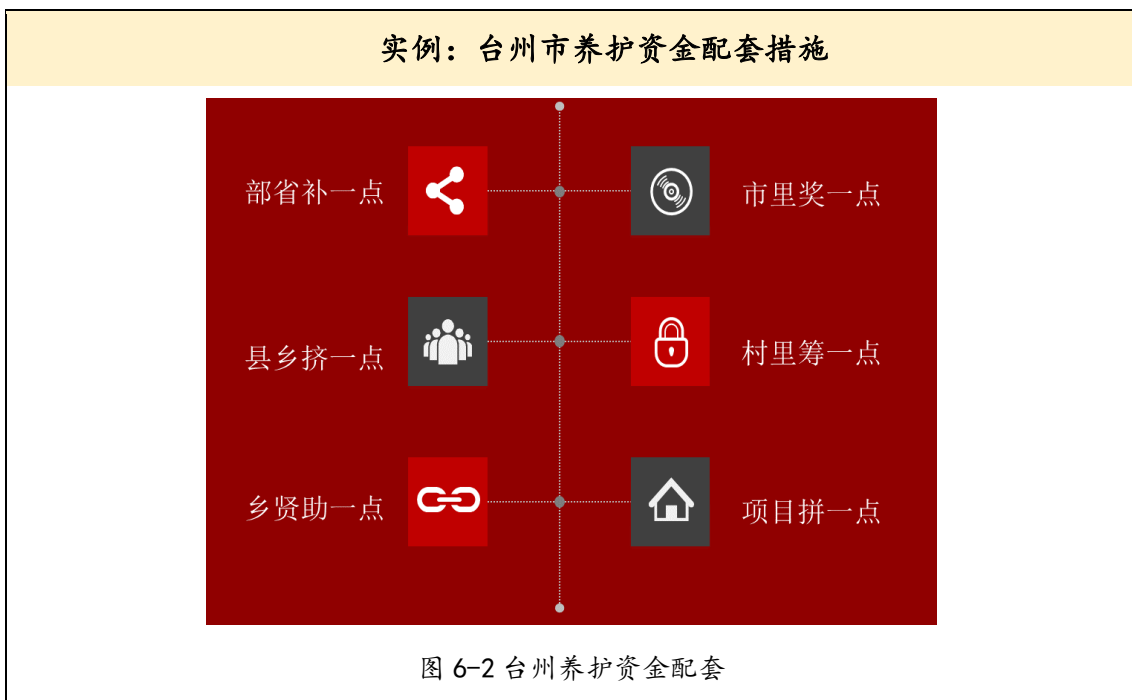 实例：台州市养护资金配套措施
部省补一点
市里奖一点
县乡挤一点
村里筹一点
乡贤助一点
项目拼一点
图 6-2 台州养护资金配套